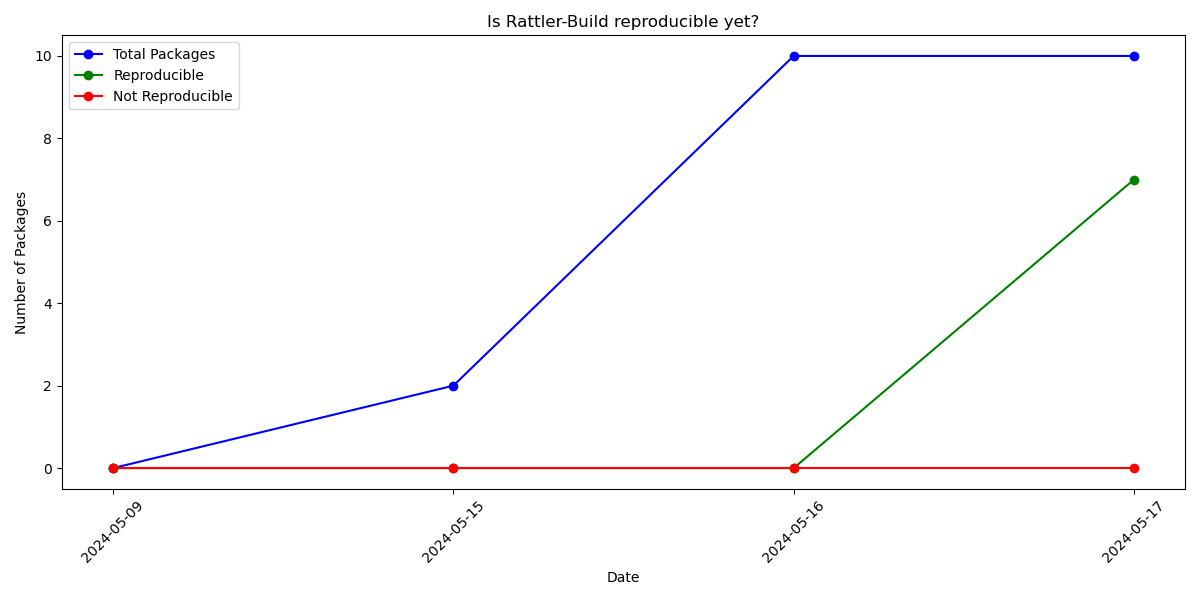 Is Rattler-Build reproducible yet?
Total Packages
Reproducible
Not Reproducible
10
8
6
4
2
0
Number of Packages
2024-05-09
2024-05-15
2024-05-16
2024-05-17
Date